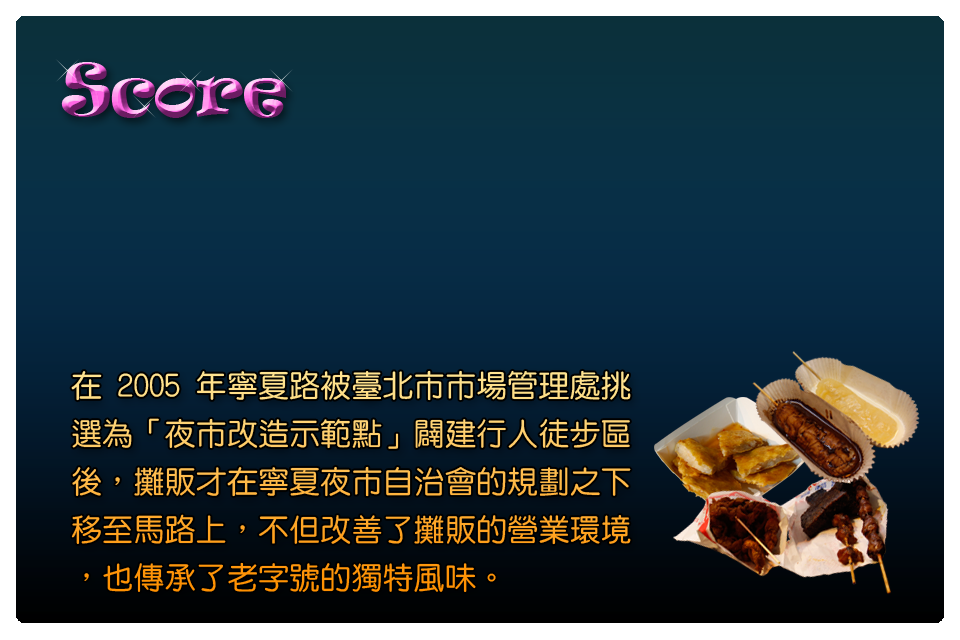 Score
在 2005 年寧夏路被臺北市市場管理處挑
選為「夜市改造示範點」闢建行人徒步區
後，攤販才在寧夏夜市自治會的規劃之下
移至馬路上，不但改善了攤販的營業環境
，也傳承了老字號的獨特風味。